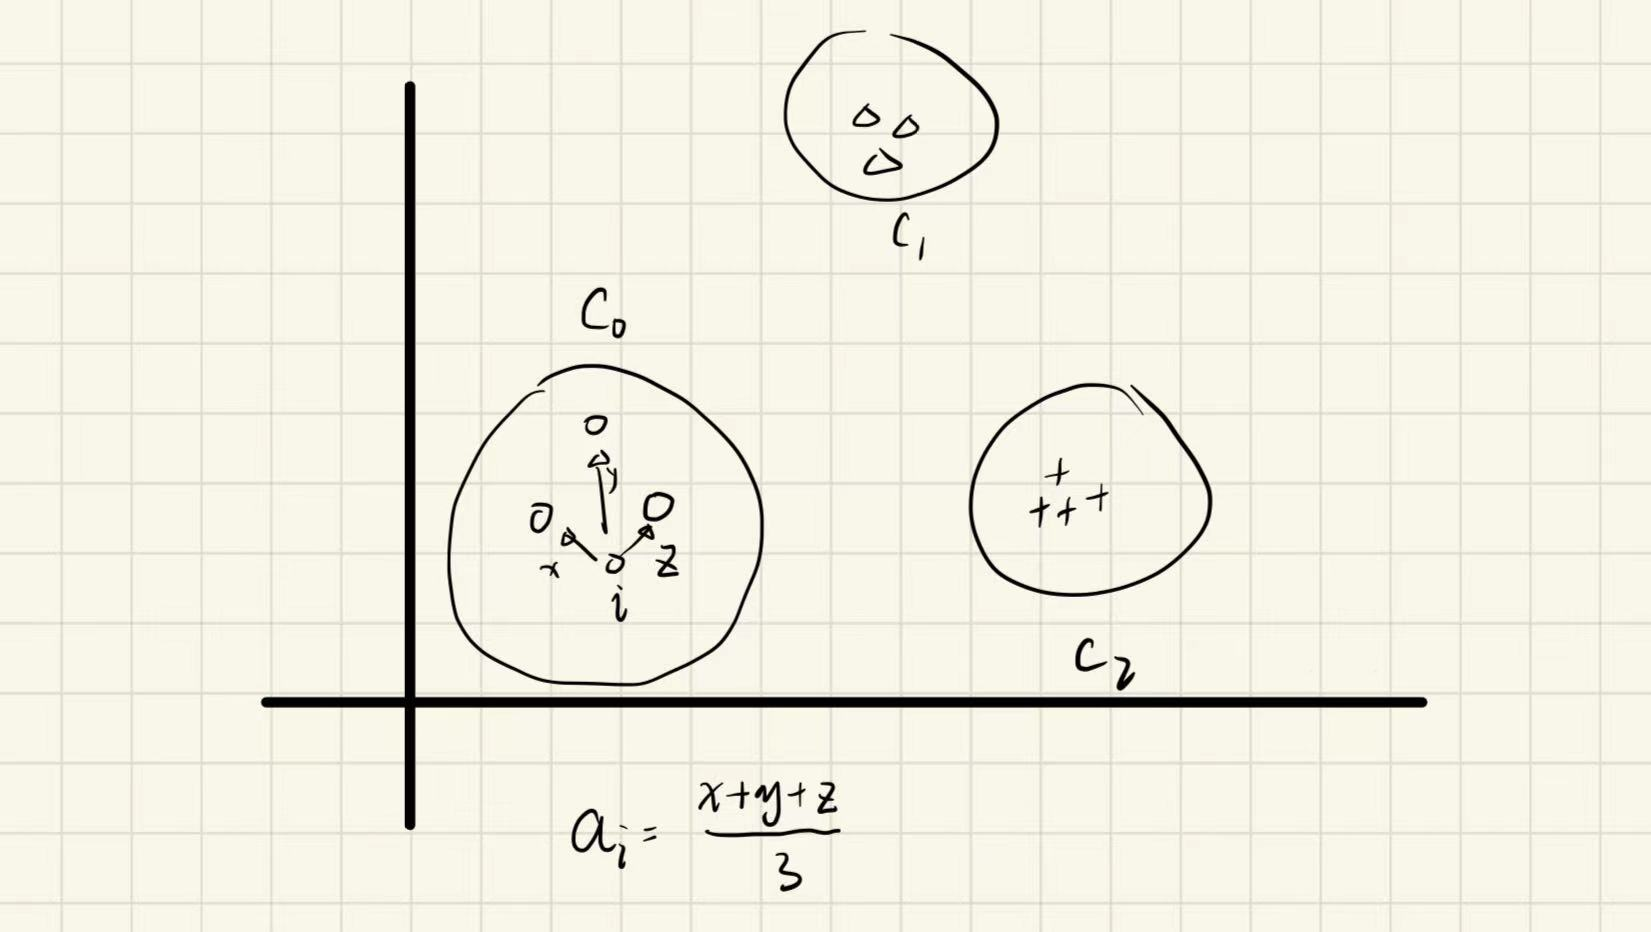 C₁
C₀
y
x
z
i
C₂
aᵢ = (x+y+z)/3